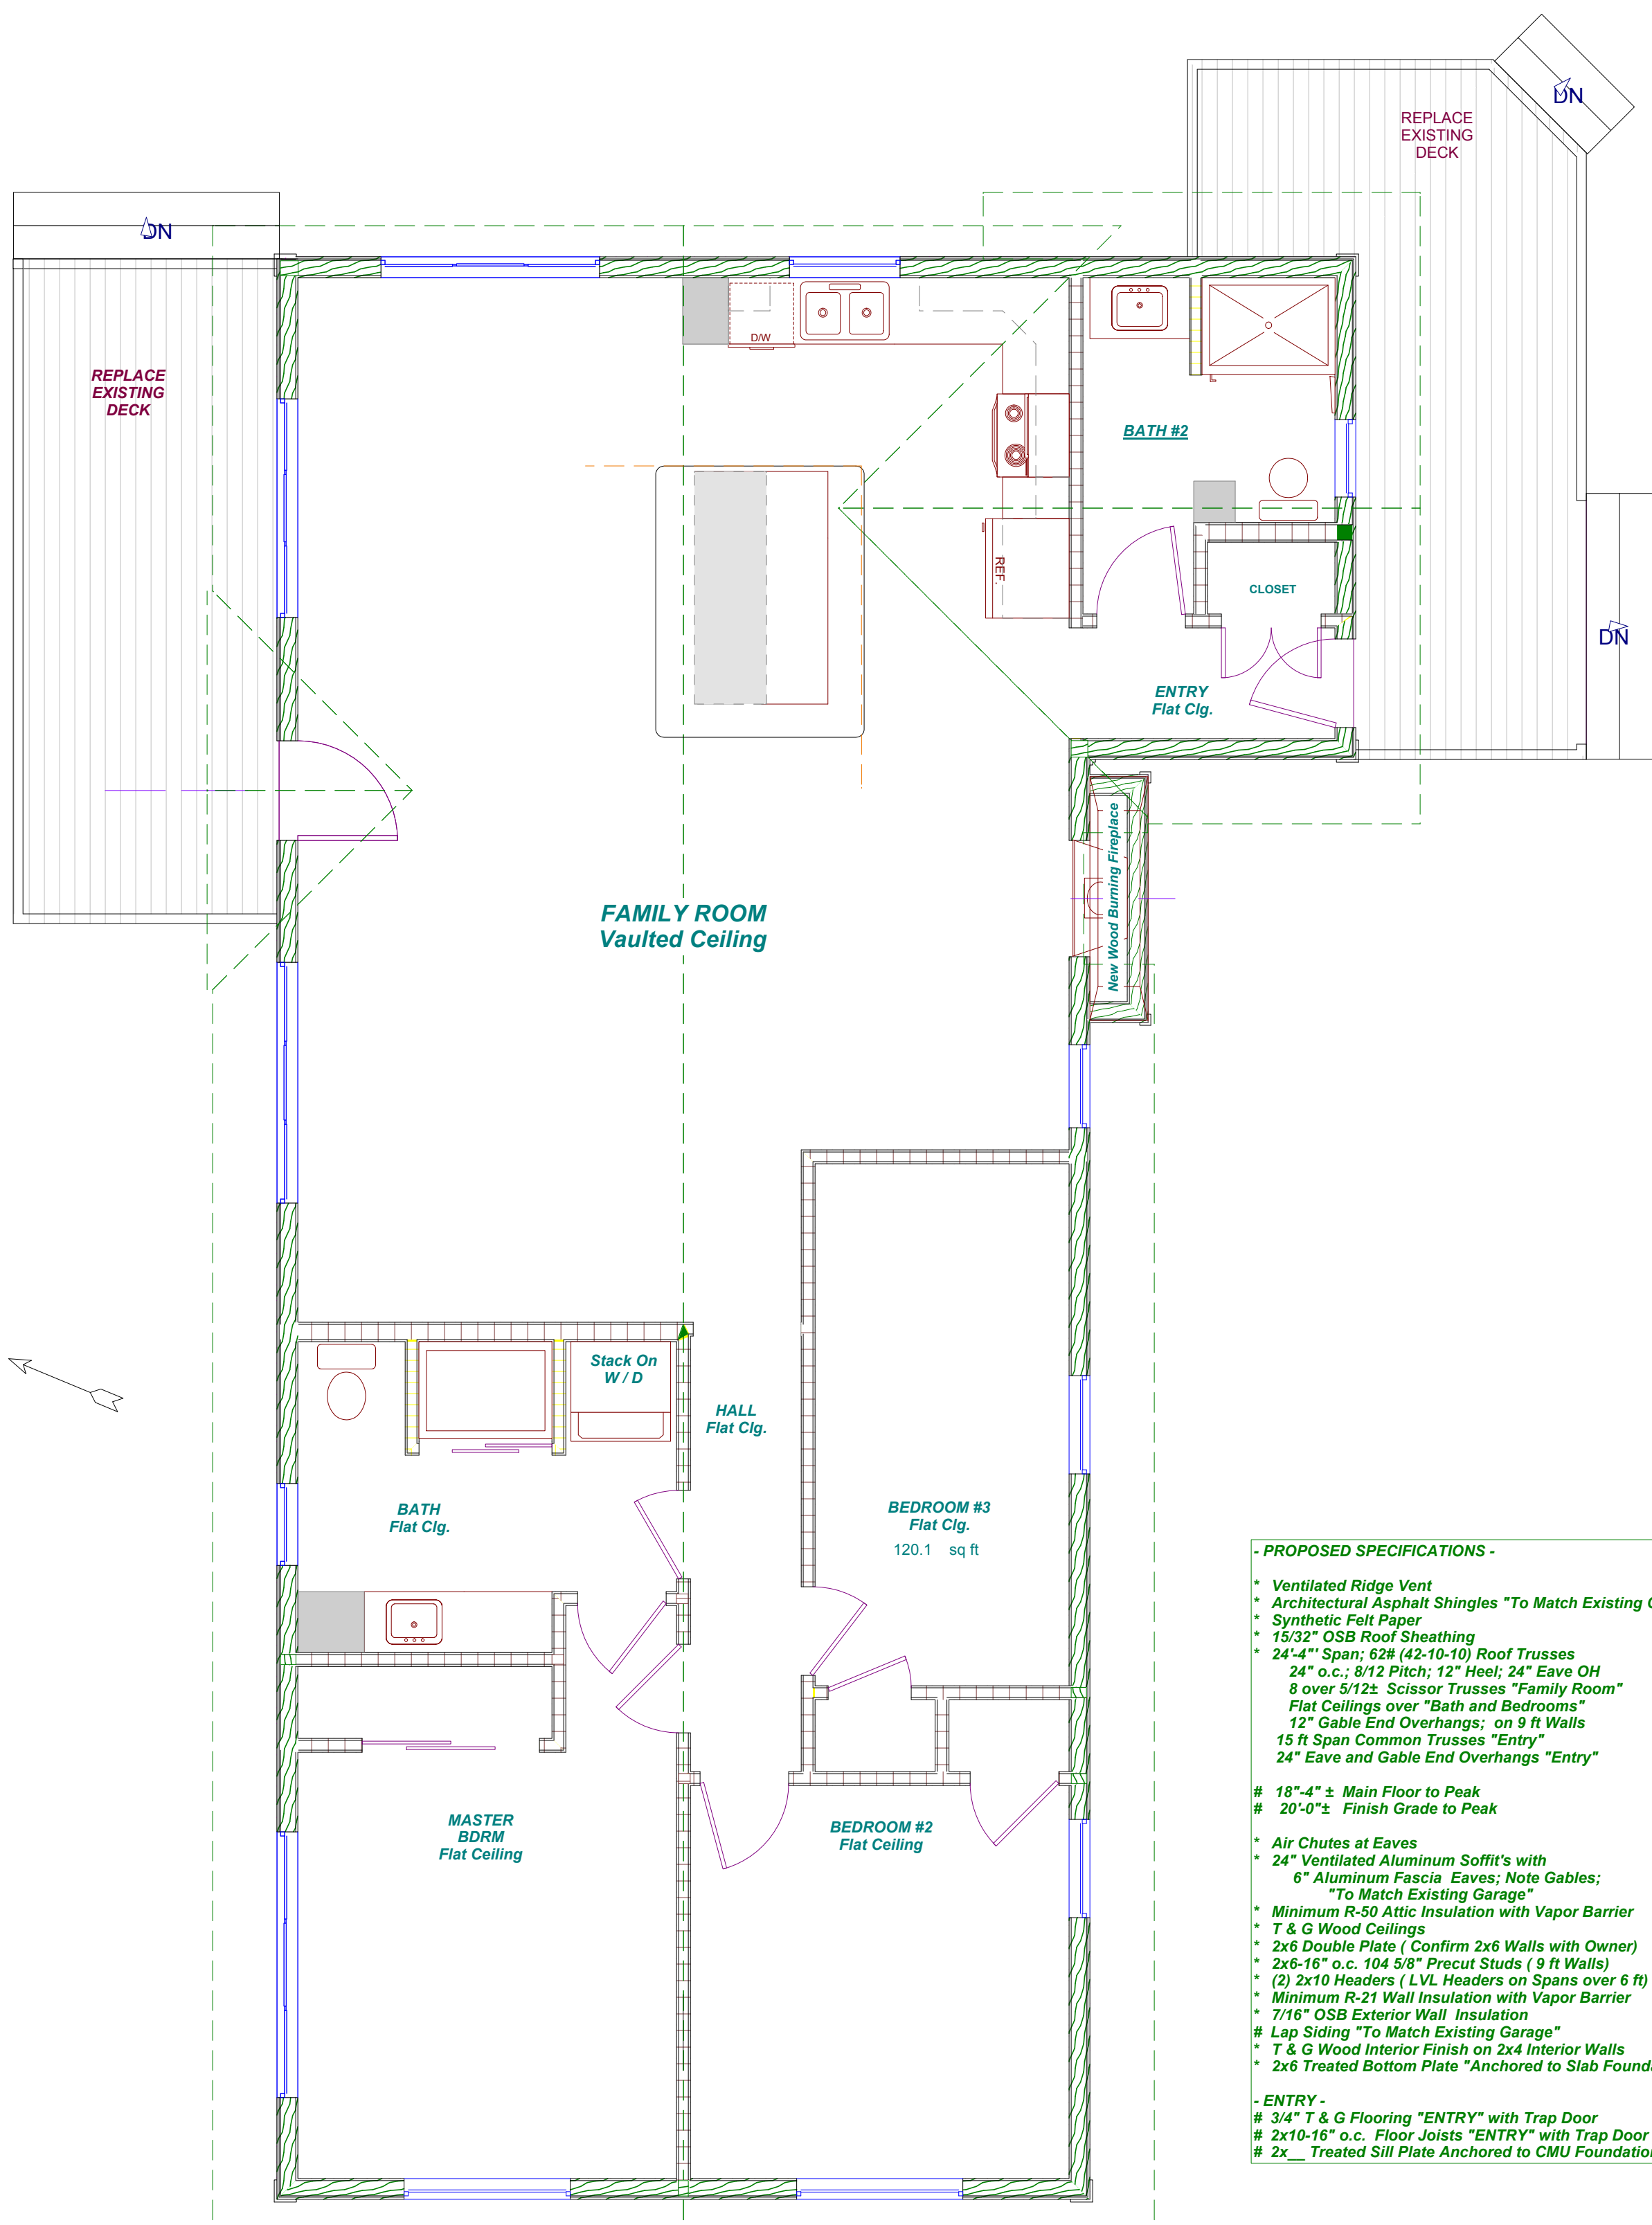 DN
REPLACE
EXISTING
DECK
DN
D/W
REPLACE
EXISTING
DECK
BATH #2
REF.
CLOSET
DN
ENTRY
Flat Clg.
New Wood Burning Fireplace
FAMILY ROOM
Vaulted Ceiling
Stack On
W / D
HALL
Flat Clg.
BATH
Flat Clg.
BEDROOM #3
Flat Clg.
120.1 sq ft
MASTER
BDRM
Flat Ceiling
BEDROOM #2
Flat Ceiling
- PROPOSED SPECIFICATIONS -
* Ventilated Ridge Vent
* Architectural Asphalt Shingles "To Match Existing
* Synthetic Felt Paper
* 15/32" OSB Roof Sheathing
* 24'-4"' Span; 62# (42-10-10) Roof Trusses
24" o.c.; 8/12 Pitch; 12" Heel; 24" Eave OH
8 over 5/12± Scissor Trusses "Family Room"
Flat Ceilings over "Bath and Bedrooms"
12" Gable End Overhangs; on 9 ft Walls
15 ft Span Common Trusses "Entry"
24" Eave and Gable End Overhangs "Entry"
# 18"-4" ± Main Floor to Peak
# 20'-0"± Finish Grade to Peak
* Air Chutes at Eaves
* 24" Ventilated Aluminum Soffit's with
6" Aluminum Fascia Eaves; Note Gables;
"To Match Existing Garage"
* Minimum R-50 Attic Insulation with Vapor Barrier
* T & G Wood Ceilings
* 2x6 Double Plate ( Confirm 2x6 Walls with Owner)
* 2x6-16" o.c. 104 5/8" Precut Studs ( 9 ft Walls)
* (2) 2x10 Headers ( LVL Headers on Spans over 6 ft)
* Minimum R-21 Wall Insulation with Vapor Barrier
* 7/16" OSB Exterior Wall Insulation
# Lap Siding "To Match Existing Garage"
* T & G Wood Interior Finish on 2x4 Interior Walls
* 2x6 Treated Bottom Plate "Anchored to Slab
- ENTRY -
# 3/4" T & G Flooring "ENTRY" with Trap Door
# 2x10-16" o.c. Floor Joists "ENTRY" with Trap Door
# 2x__ Treated Sill Plate Anchored to CMU